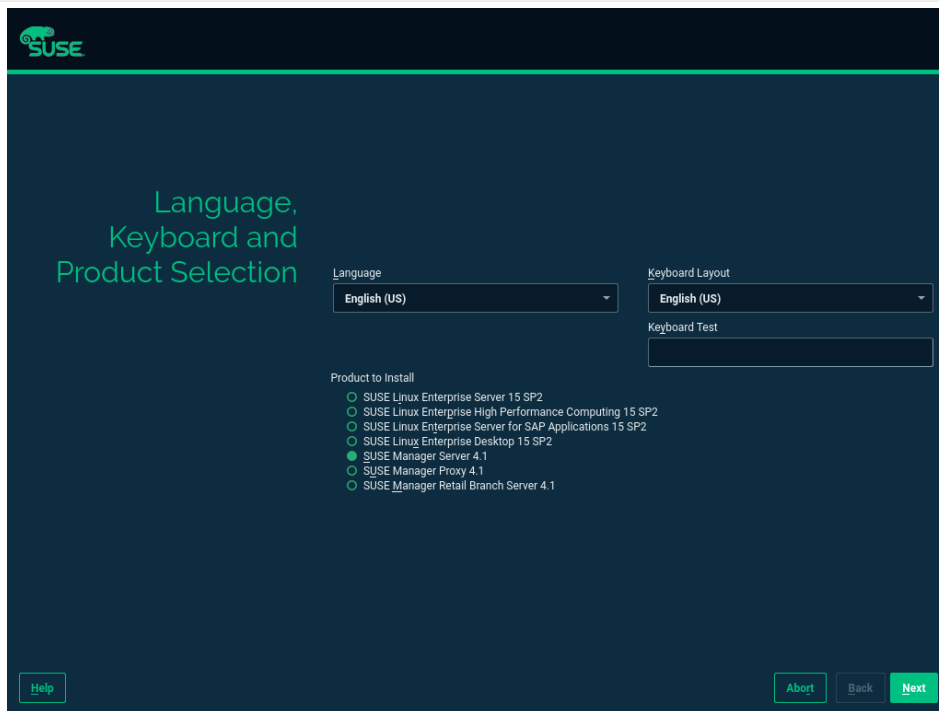 SUSE
Language,
Keyboard and
Product Selection
Language
Keyboard Layout
English (US)
English (US)
Keyboard Test
Product to Install
SUSE Linux Enterprise Server 15 SP2
SUSE Linux Enterprise High Performance Computing 15 SP2
SUSE Linux Enterprise Server for SAP Applications 15 SP2
SUSE Linux Enterprise Desktop 15 SP2
SUSE Manager Server 4.1
SUSE Manager Proxy 4.1
SUSE Manager Retail Branch Server 4.1
Help
Abort
Back
Next